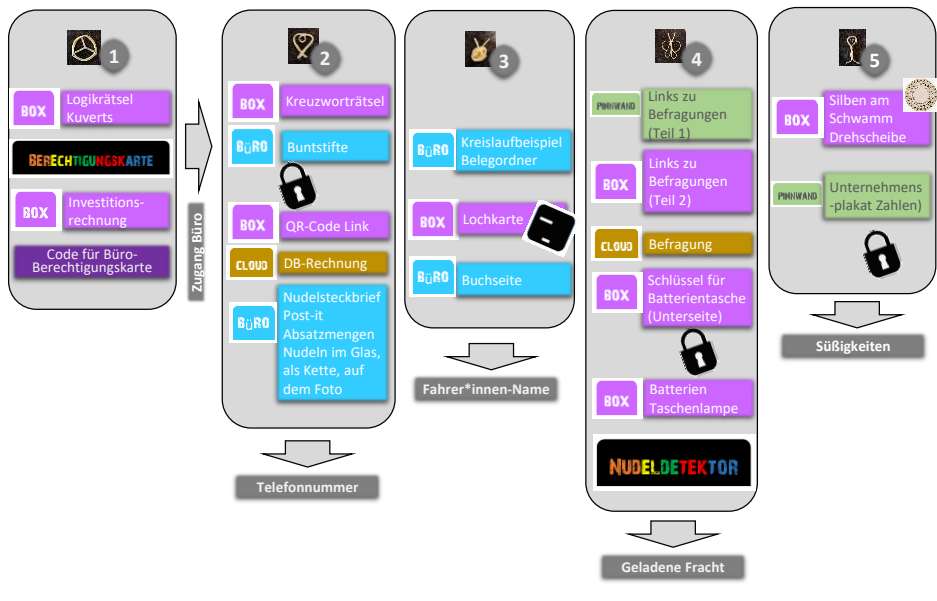 1
BOX
Logikrätsel
Kuverts
BERECHTIGUNGSKARTE
BOX
Investitions-
rechnung
Code für Büro-
Berechtigungskarte
Zugang Büro
2
BOX
Kreuzworträtsel
BüRO
Buntstifte
BOX
QR-Code Link
CLOUD
DB-Rechnung
BüRO
Nudelsteckbrief
Post-it
Absatzmengen
Nudeln im Glas,
als Kette, auf
dem Foto
Telefonnummer
3
BüRO
Kreislaufbeispiel
Belegordner
BOX
Lochkarte
BüRO
Buchseite
Fahrer*innen-Name
4
PINNWAND
Links zu
Befragungen
(Teil 1)
BOX
Links zu
Befragungen
(Teil 2)
CLOUD
Befragung
BOX
Schlüssel für
Batterientasche
(Unterseite)
BOX
Batterien
Taschenlampe
NUDELDETEKTOR
Geladene Fracht
5
BOX
Silben am
Schwamm
Drehscheibe
PINNWAND
Unternehmens
-plakat Zahlen)
Süßigkeiten